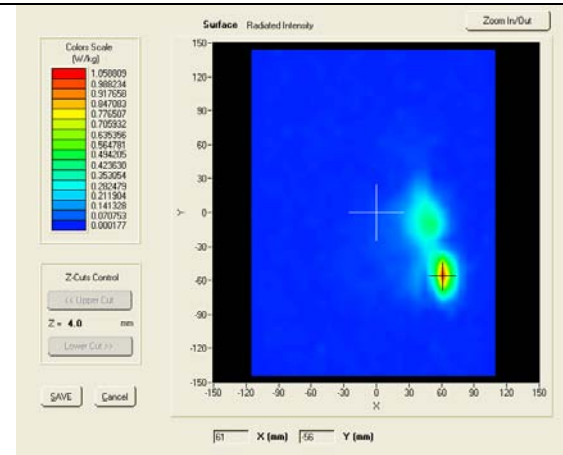 Surface Radiated Intensity
Zoom In/Out
Colors Scale
(W/kg)
1.058809
0.988234
0.917658
0.847083
0.776507
0.705932
0.635356
0.564781
0.494205
0.423630
0.353054
0.282479
0.211904
0.141328
0.070753
0.000177
Z-Cuts Control
<< Upper Cut
Z = 4.0 mm
Lower Cut >>
SAVE Cancel
150-
120-
90-
60-
30-
0-
-30-
-60-
-90-
-120-
-150-
Y
-150 -120 -90 -60 -30 0 30 60 90 120 150
X
61 X (mm) -56 Y (mm)